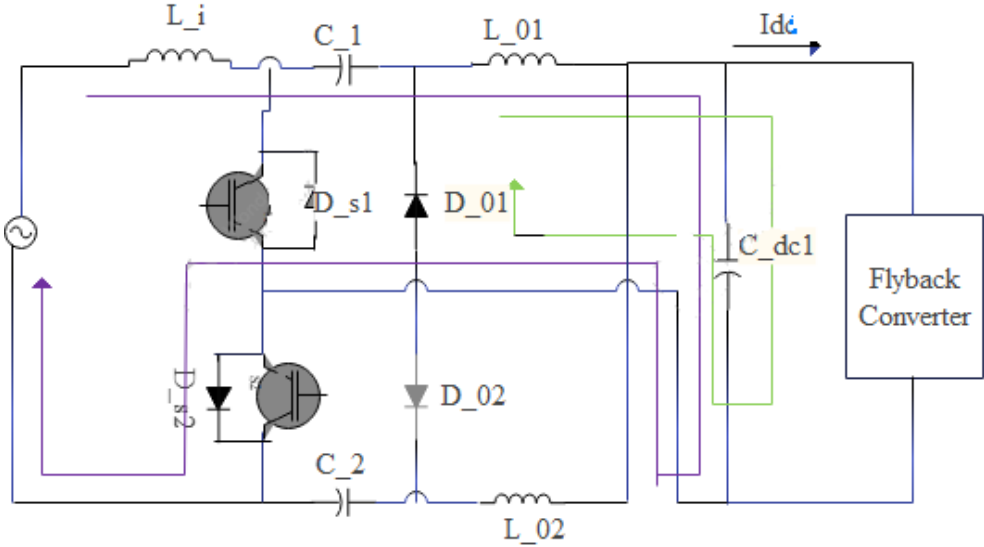 L_i
C_1
L_01
Idc
D_s1
D_01
C_dc1
Flyback
Converter
D_s2
D_02
C_2
L_02